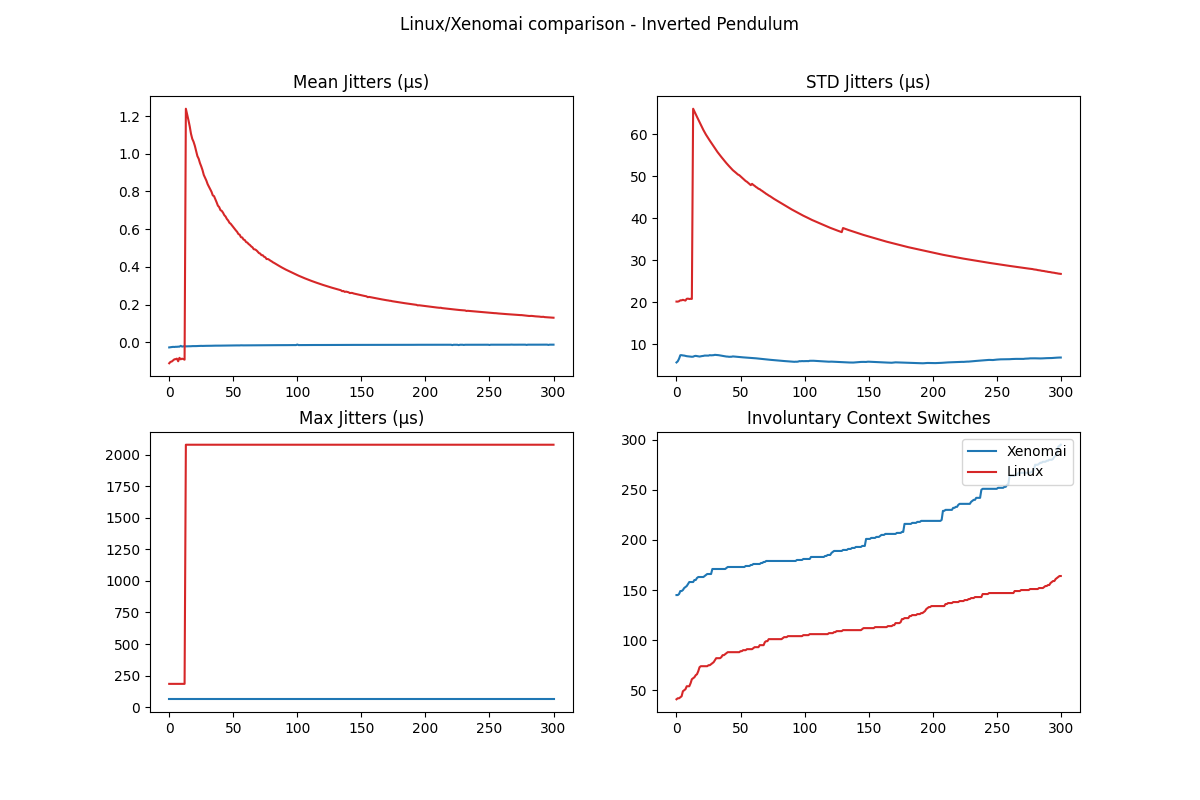 Linux/Xenomai comparison - Inverted Pendulum
Mean Jitters (µs)
1.2
1.0
0.8
0.6
0.4
0.2
0.0
0 50 100 150 200 250 300
STD Jitters (µs)
60
50
40
30
20
10
0 50 100 150 200 250 300
Max Jitters (µs)
2000
1750
1500
1250
1000
750
500
250
0
0 50 100 150 200 250 300
Involuntary Context Switches
300
250
200
150
100
50
0 50 100 150 200 250 300
Xenomai
Linux